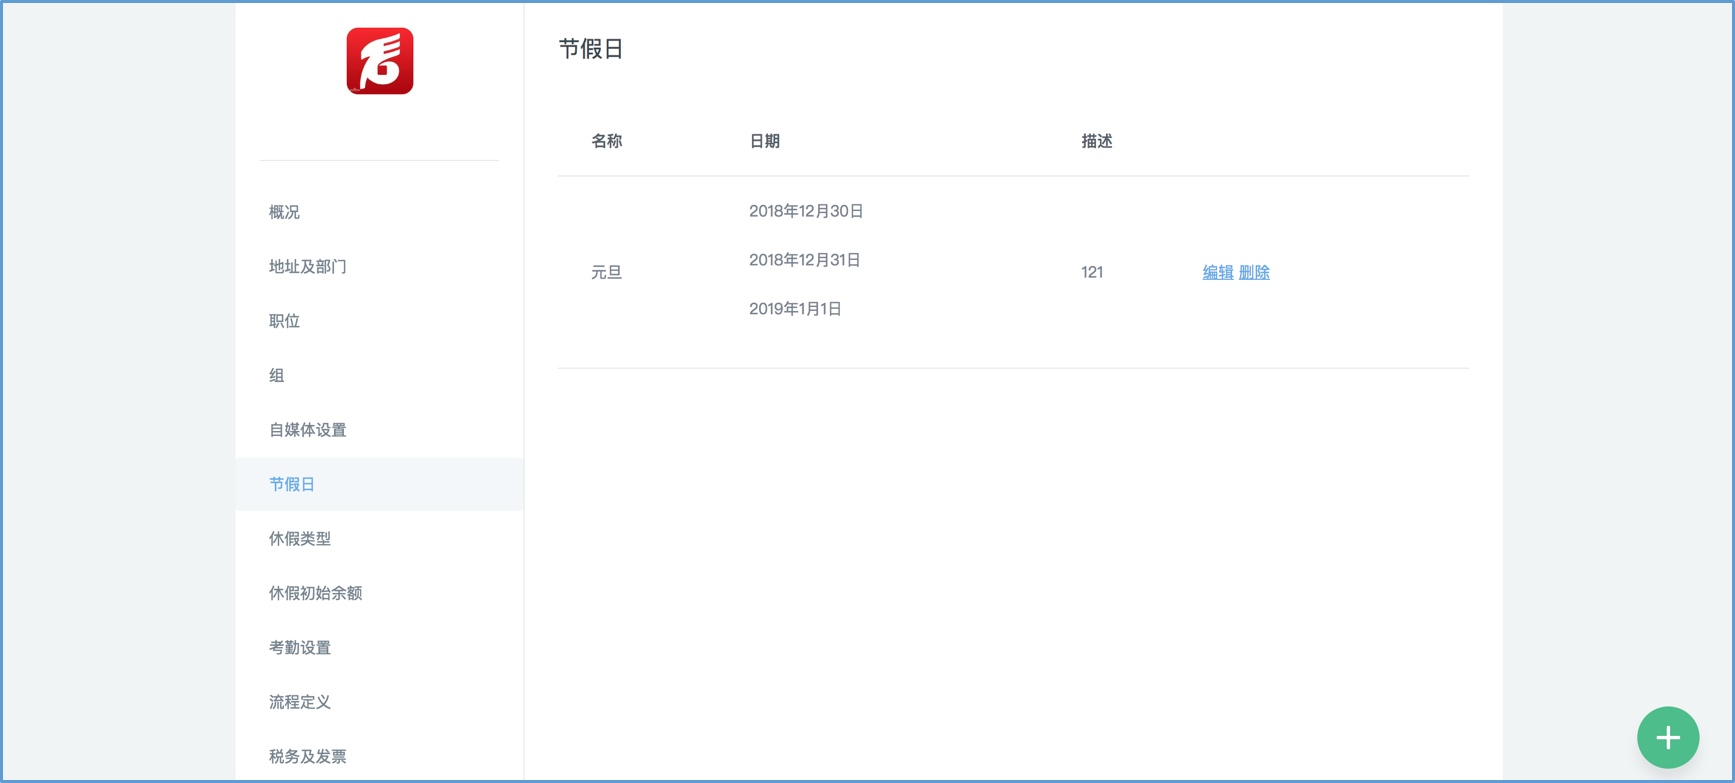 节假日
名称 日期 描述
2018年12月30日
2018年12月31日
元旦 121 编辑 删除
2019年1月1日
概况
地址及部门
职位
组
自媒体设置
节假日
休假类型
休假初始余额
考勤设置
流程定义
税务及发票